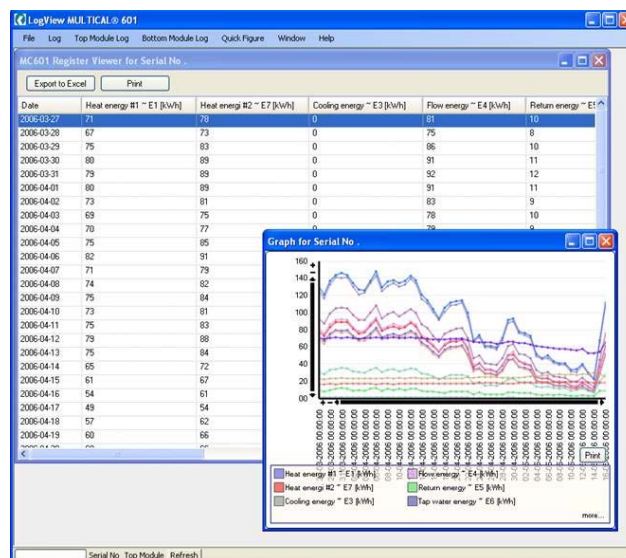 LogView MULTICAL® 601
File Log Top Module Log Bottom Module Log Quick Figure Window Help
MC601 Register Viewer for Serial No .
Export to Excel Print
Date Heat energy #1 ~ E1 [kWh] Heat energi #2 ~ E7 [kWh] Cooling energy ~ E3 [kWh] Flow energy ~ E4 [kWh] Return energy ~ E5
2006-03-27 71 78 0 81 10
2006-03-28 67 73 0 75 8
2006-03-29 75 83 0 86 10
2006-03-30 80 89 0 91 11
2006-03-31 79 89 0 92 12
2006-04-01 80 89 0 91 11
2006-04-02 73 81 0 83 9
2006-04-03 69 75 0 78 10
2006-04-04 70 77 0 79 9
2006-04-05 75 85
2006-04-06 82 91
2006-04-07 71 79
2006-04-08 74 82
2006-04-09 75 84
2006-04-10 73 81
2006-04-11 75 83
2006-04-12 79 88
2006-04-13 75 84
2006-04-14 65 72
2006-04-15 61 67
2006-04-16 54 61
2006-04-17 49 54
2006-04-18 57 62
2006-04-19 60 66
Graph for Serial No .
160
140
120
100
80
60
40
20
00
Print
Heat energy #1 ~ E1 [kWh] Flow energy ~ E4 [kWh]
Heat energi #2 ~ E7 [kWh] Return energy ~ E5 [kWh]
Cooling energy ~ E3 [kWh] Tap water energy ~ E6 [kWh]
more...
Serial No Top Module Refresh